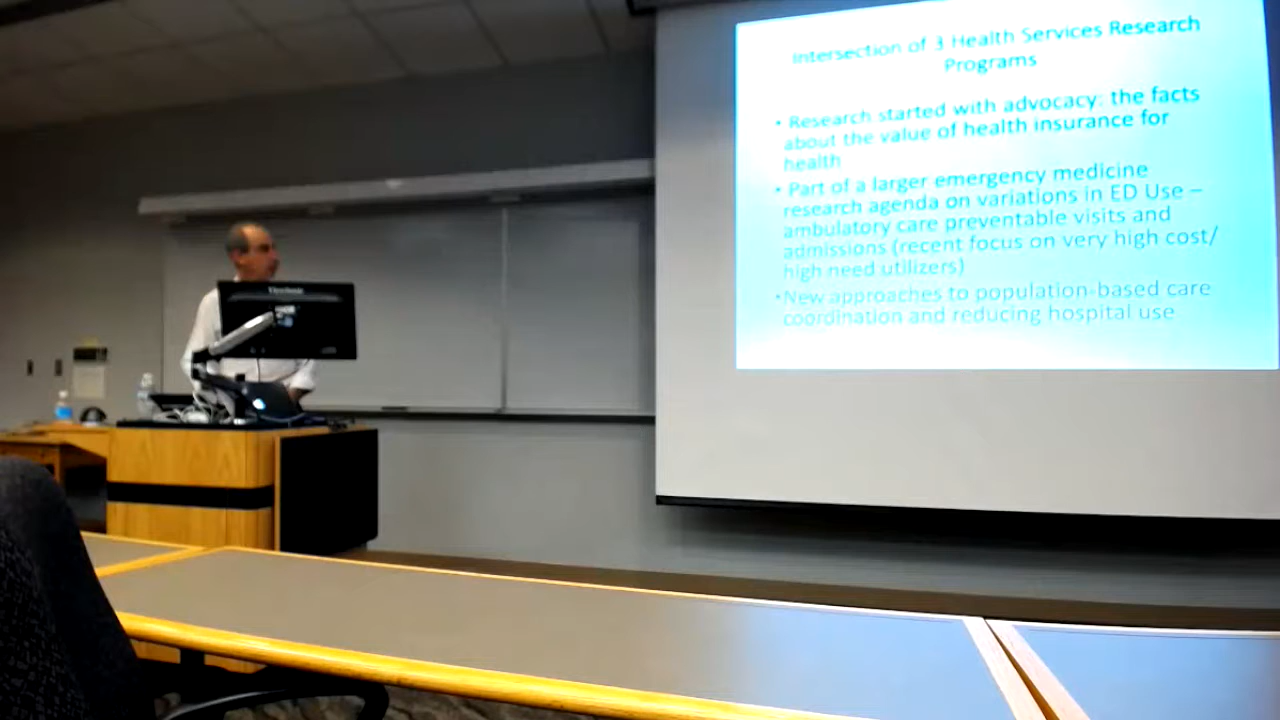 Intersection of 3 Health Services Research
Programs
• Research started with advocacy: the facts
about the value of health insurance for
health
• Part of a larger emergency medicine
research agenda on variations in ED Use –
ambulatory care preventable visits and
admissions (recent focus on very high cost/
high need utilizers)
• New approaches to population-based care
coordination and reducing hospital use
ViewSonic